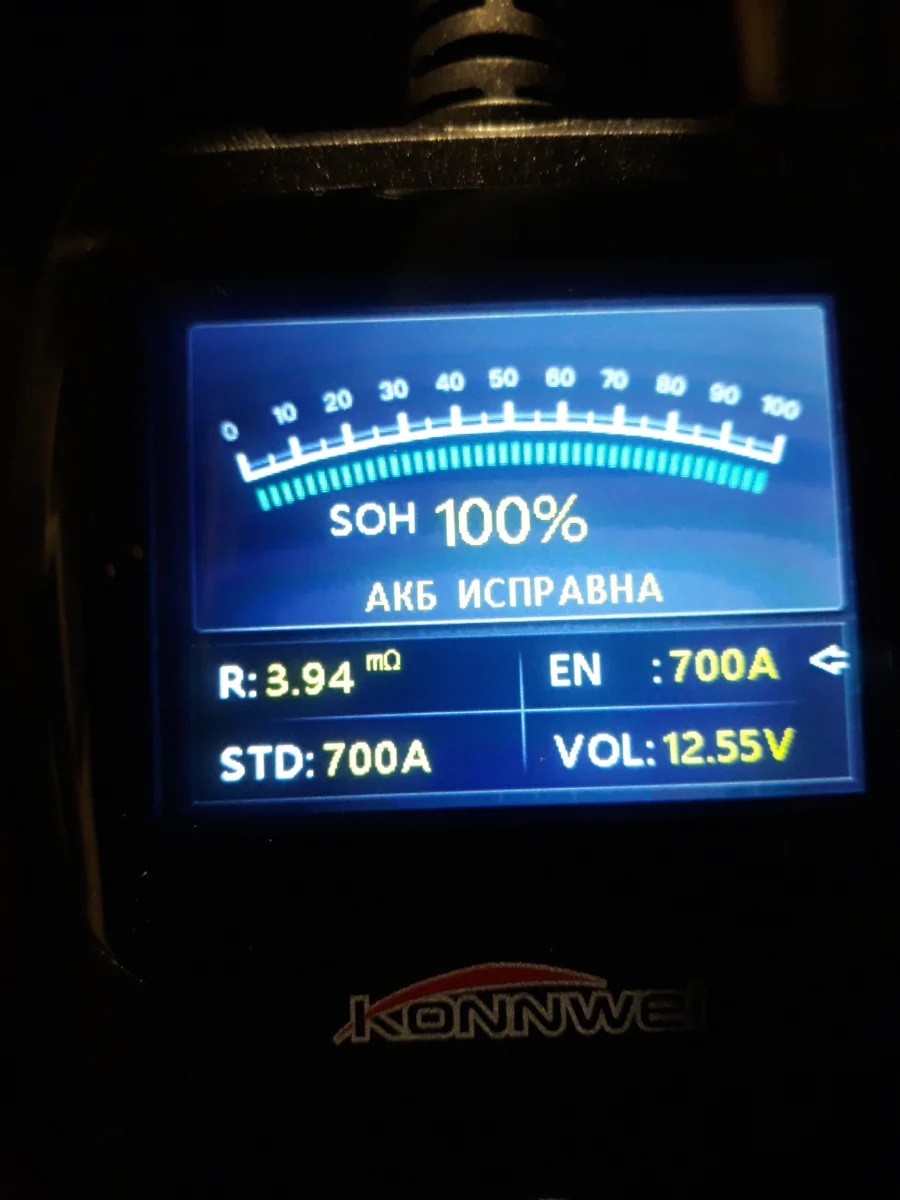 0 10 20 30 40 50 60 70 80 90 100
SOH 100%
АКБ ИСПРАВНА
R: 3.94 mΩ
EN : 700A
STD: 700A
VOL: 12.55V
KONNWEI